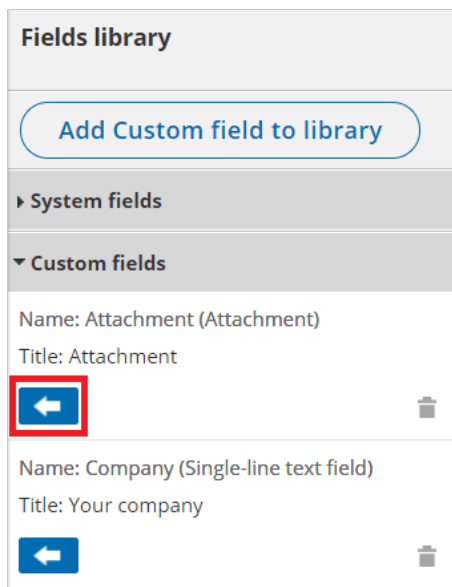 Fields library
Add Custom field to library
System fields
Custom fields
Name: Attachment (Attachment)
Title: Attachment
Name: Company (Single-line text field)
Title: Your company